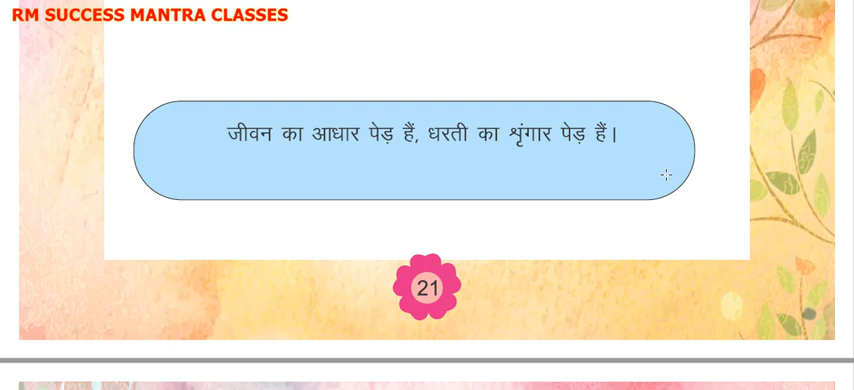 RM SUCCESS MANTRA CLASSES
जीवन का आधार पेड़ हैं, धरती का शृंगार पेड़ हैं।
21